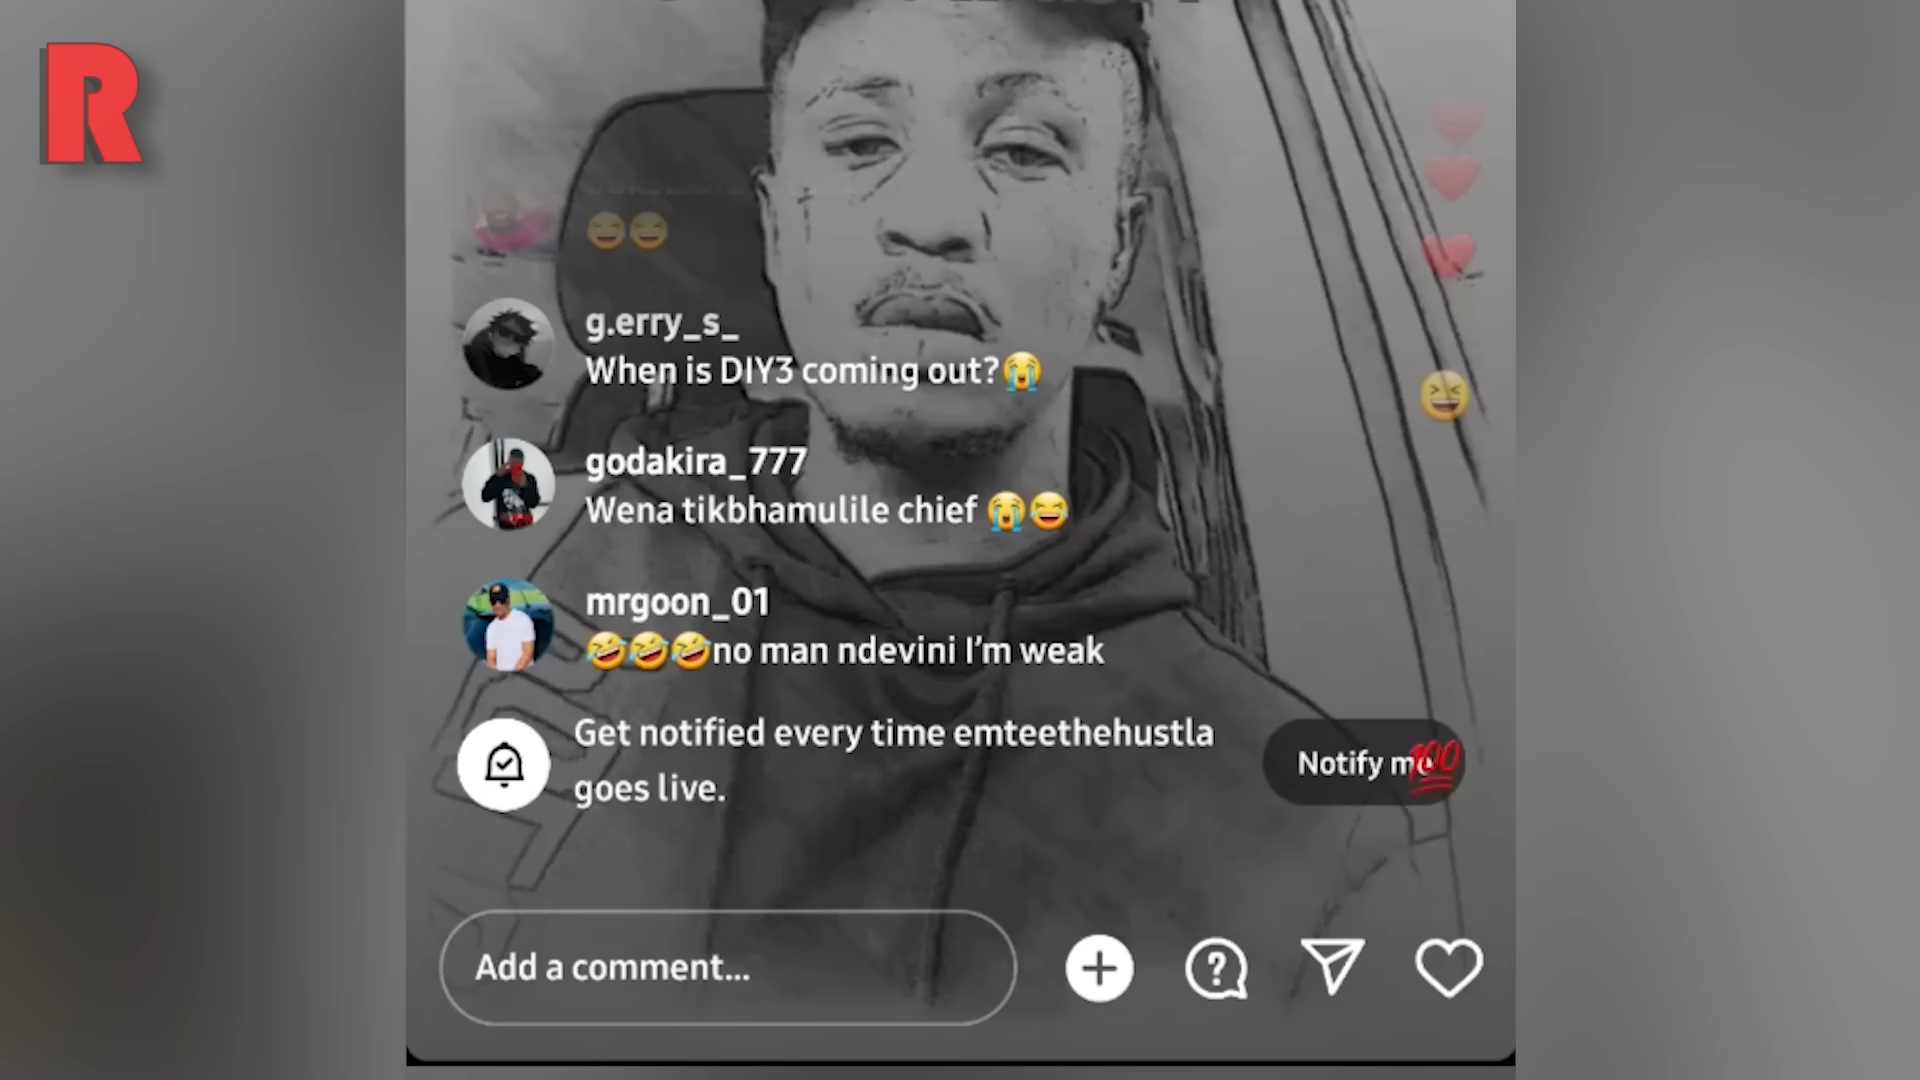 R
g.erry_s_
When is DIY3 coming out?😭
godakira_777
Wena tikbhamulile chief 😭😂
mrgoon_01
🤣🤣🤣no man ndevini I'm weak
Get notified every time emteethehustla
goes live.
Notify me
Add a comment...